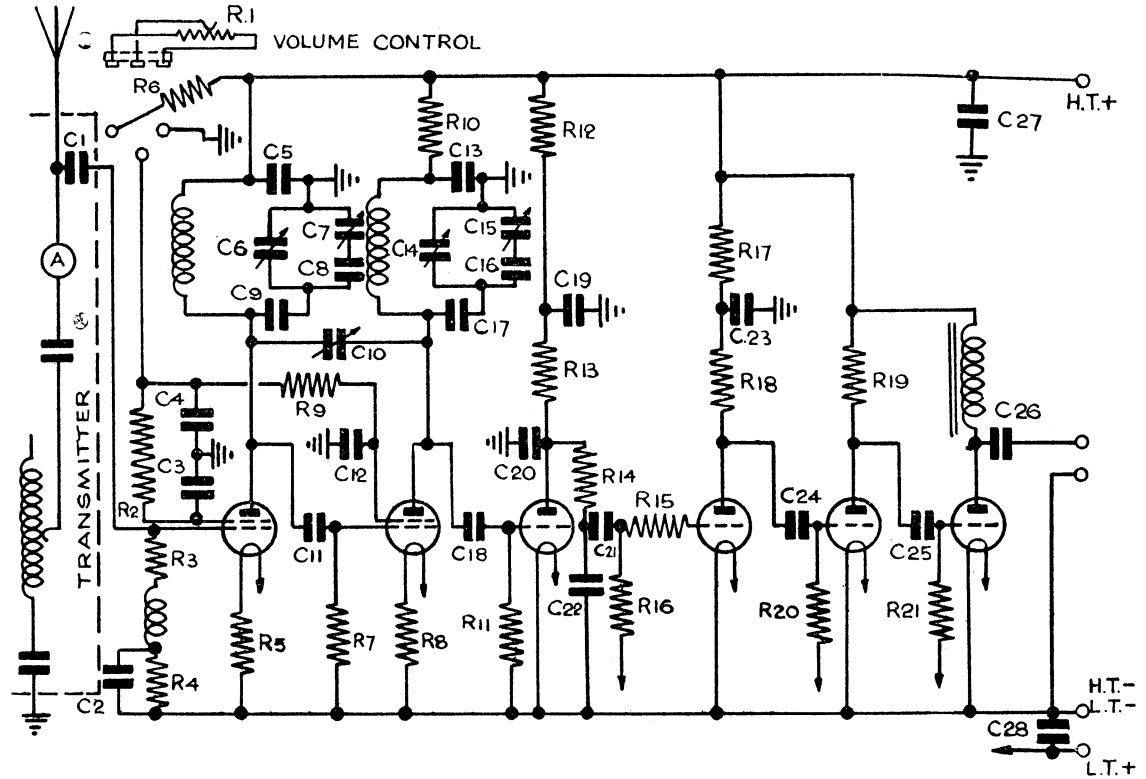 R.1
VOLUME CONTROL
R6
H.T.+
C1
R10
R12
C27
C5
C13
C6
C7
C8
C14
C15
C16
R17
C9
C17
C19
C.23
C10
A
R13
R18
R19
C4
R9
C26
TRANSMITTER
C3
C12
C20
R14
R2
C11
C18
C21
R15
C24
C25
R3
C22
R16
R20
R21
R5
R7
R8
R11
R4
C2
H.T.-
L.T.-
C28
L.T.+